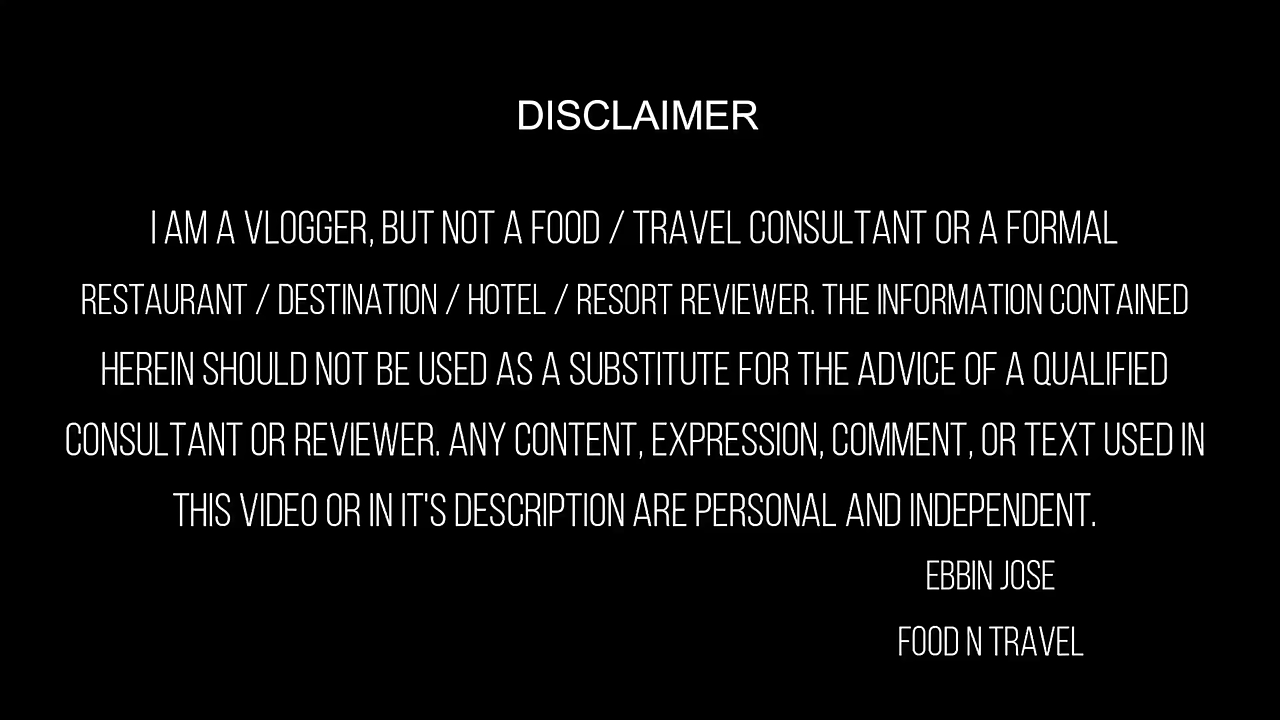 DISCLAIMER
I AM A VLOGGER, BUT NOT A FOOD / TRAVEL CONSULTANT OR A FORMAL
RESTAURANT / DESTINATION / HOTEL / RESORT REVIEWER. THE INFORMATION CONTAINED
HEREIN SHOULD NOT BE USED AS A SUBSTITUTE FOR THE ADVICE OF A QUALIFIED
CONSULTANT OR REVIEWER. ANY CONTENT, EXPRESSION, COMMENT, OR TEXT USED IN
THIS VIDEO OR IN IT'S DESCRIPTION ARE PERSONAL AND INDEPENDENT.
EBBIN JOSE
FOOD N TRAVEL